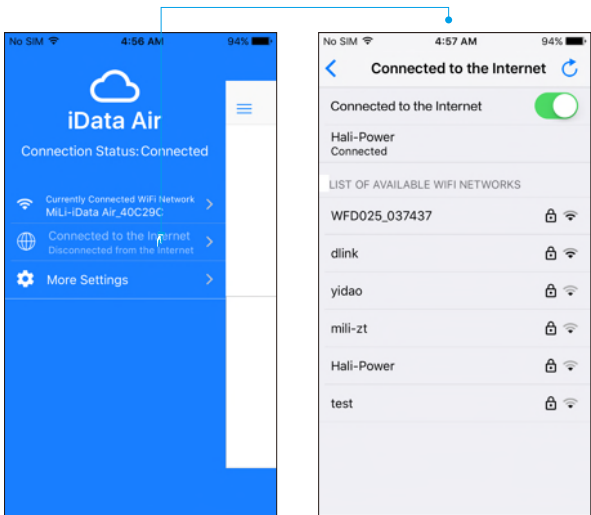 No SIM 4:56 AM 94%
iData Air
Connection Status:Connected
Currently Connected WiFi Network
MiLi-iData Air_40C29C
Connected to the Internet
Disconnected from the Internet
More Settings
No SIM 4:57 AM 94%
Connected to the Internet
Connected to the Internet
Hali-Power
Connected
LIST OF AVAILABLE WIFI NETWORKS
WFD025_037437
dlink
yidao
mili-zt
Hali-Power
test